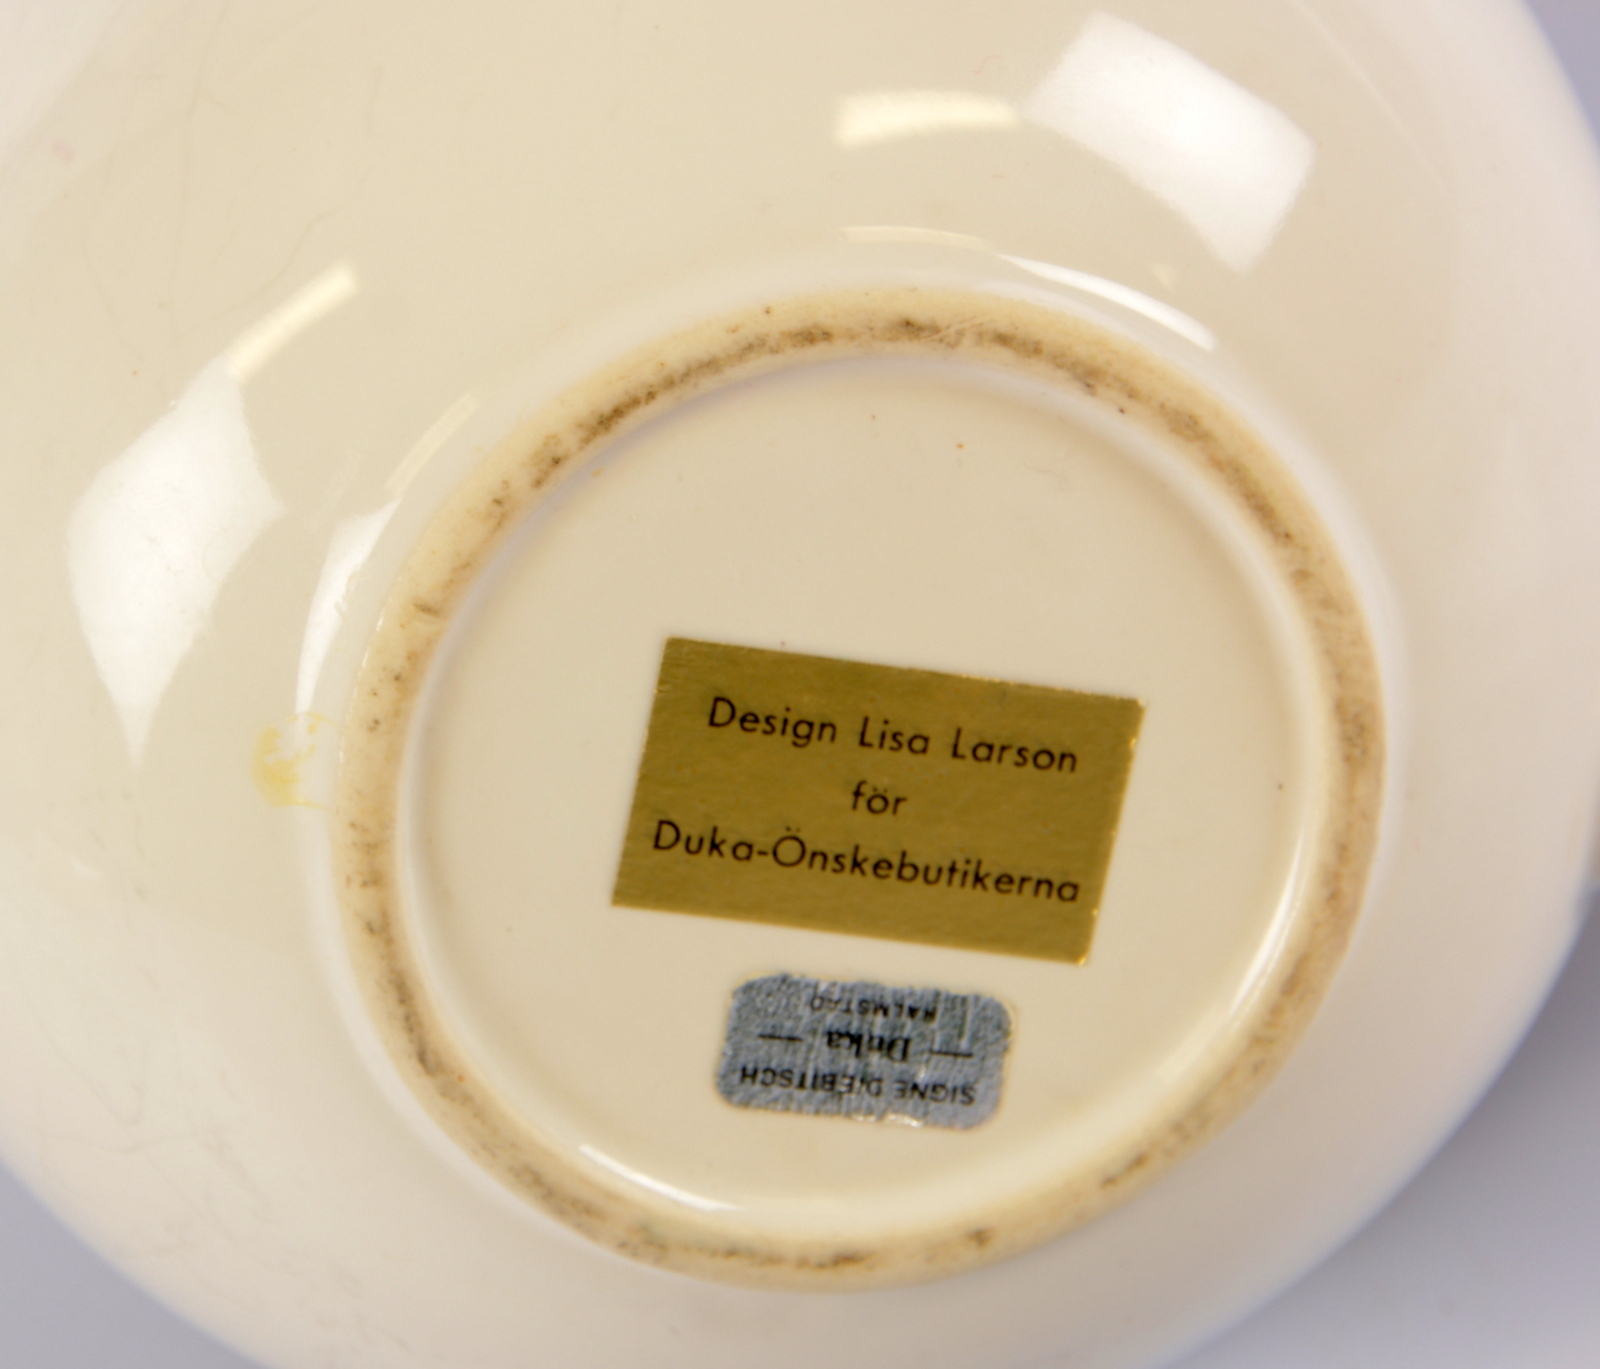 Design Lisa Larson
för
Duka-Önskebutikerna
SIGNE DIEBITSCH
— Duka —
HALMSTAD